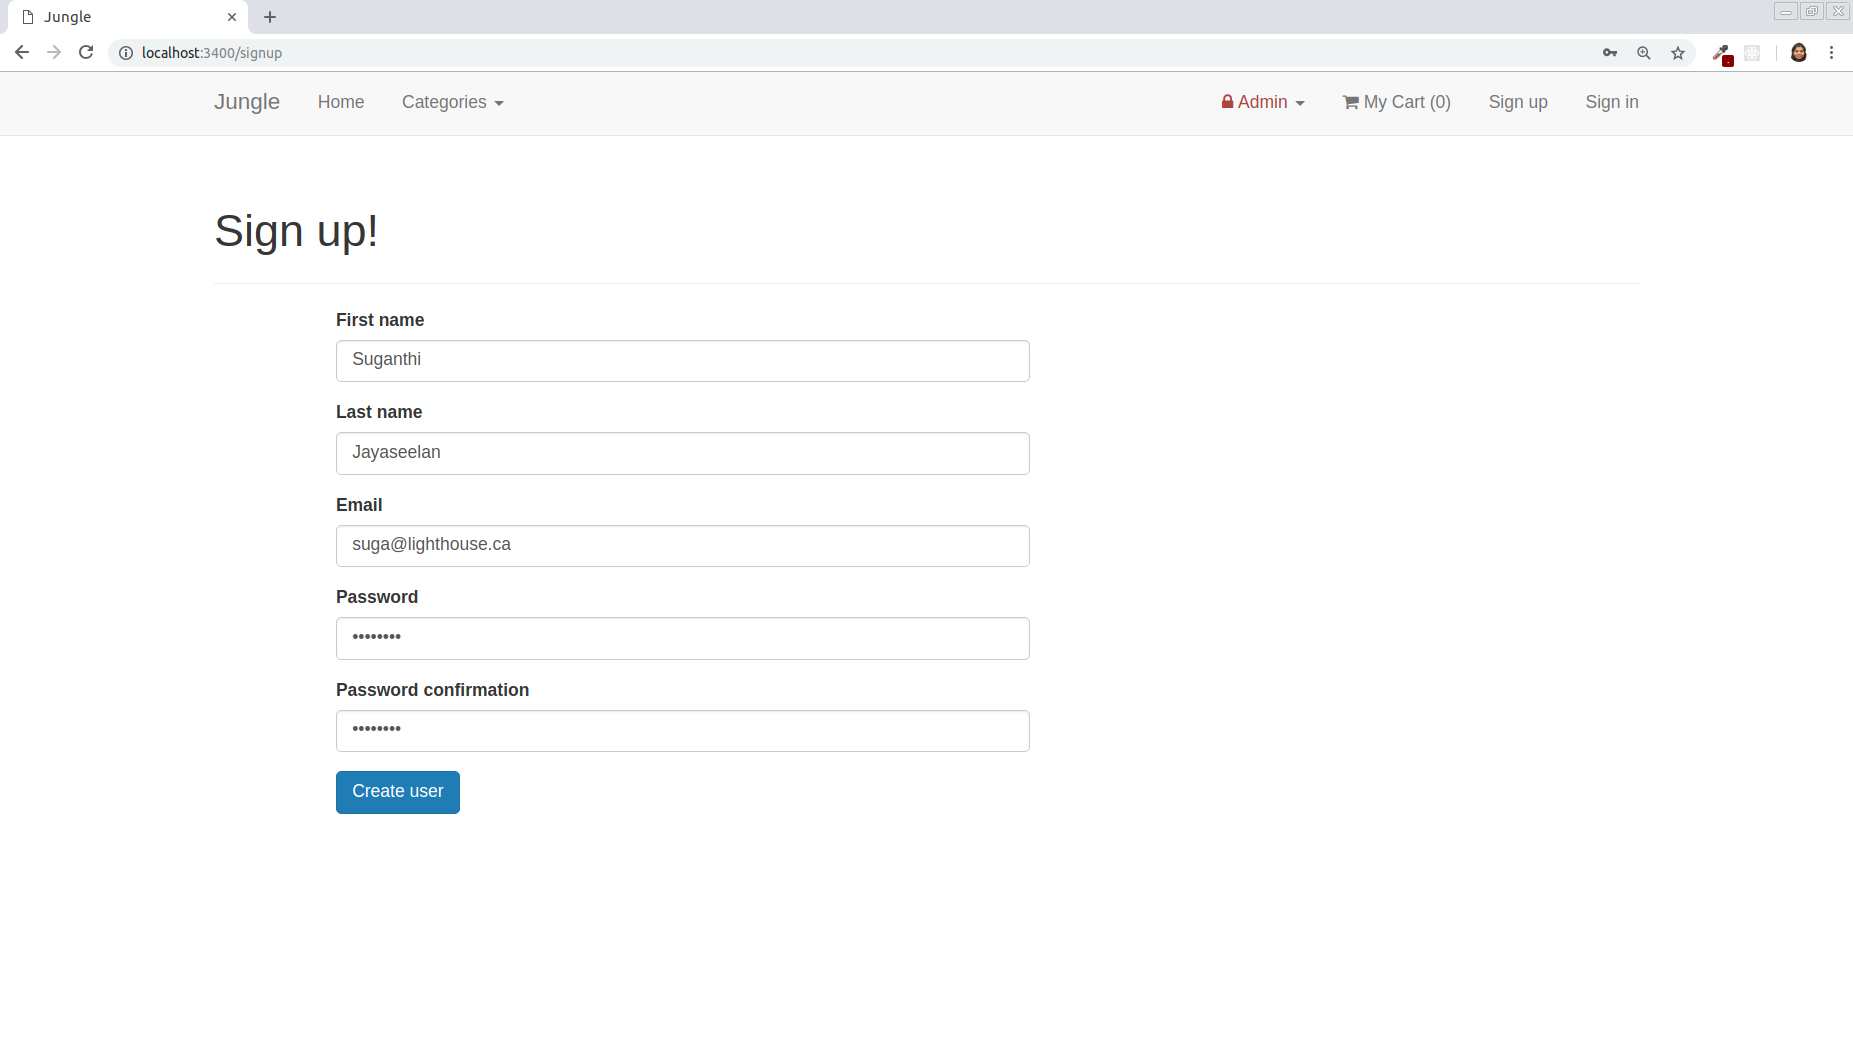 Jungle
localhost:3400/signup
Jungle Home Categories Admin My Cart (0) Sign up Sign in
Sign up!
First name
Suganthi
Last name
Jayaseelan
Email
suga@lighthouse.ca
Password
••••••••
Password confirmation
••••••••
Create user